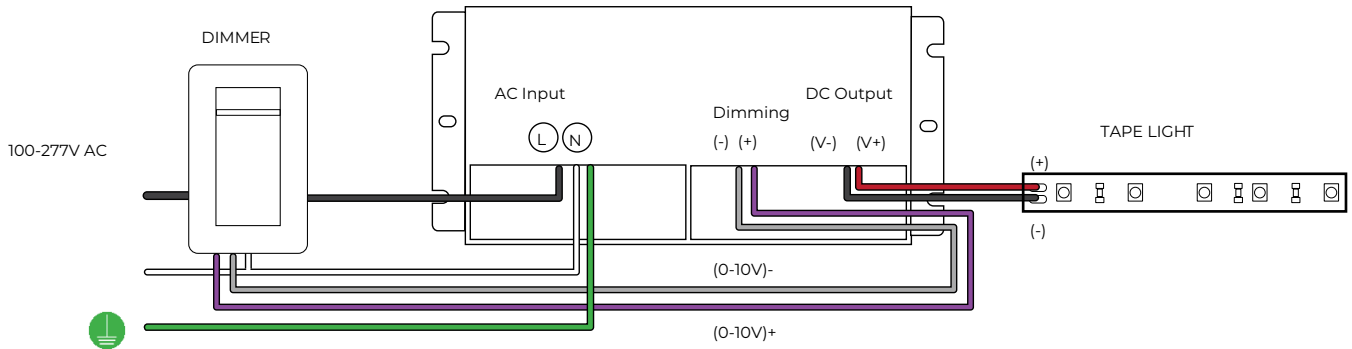 DIMMER
100-277V AC
AC Input
L N
Dimming
(-) (+)
DC Output
(V-) (V+)
TAPE LIGHT
(+)
(-)
(0-10V)-
(0-10V)+